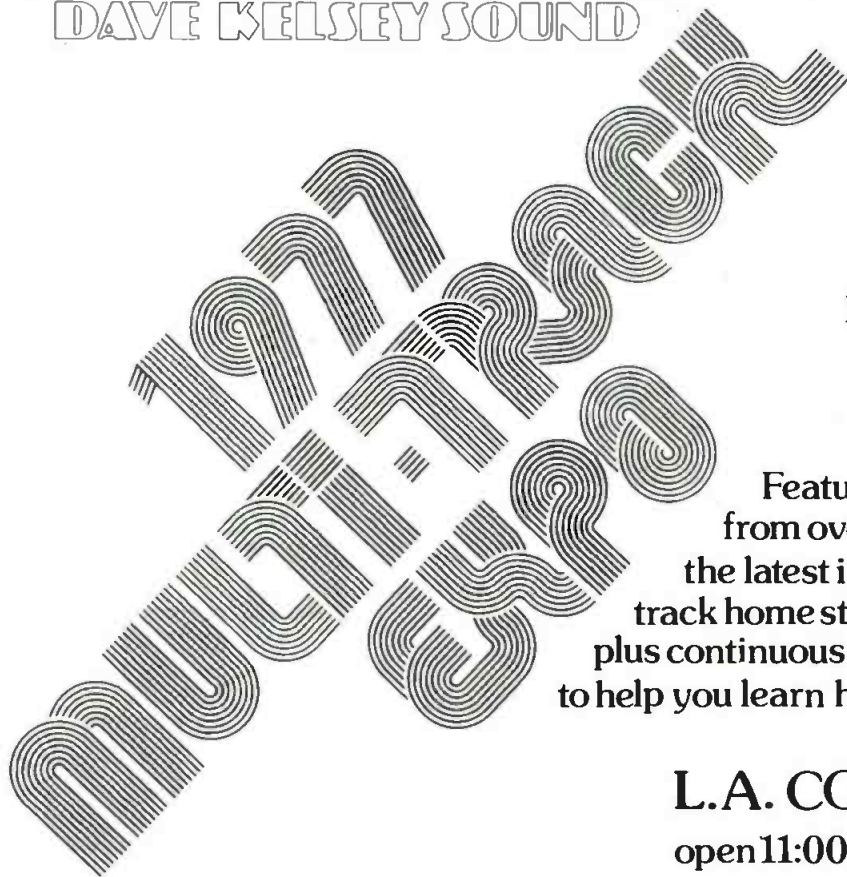 DAVE KELSEY SOUND
1977
MULTI-TRACK
EXPO
Featu
from ov
the latest i
track home st
plus continuous
to help you learn h
L.A. CO
open 11:00